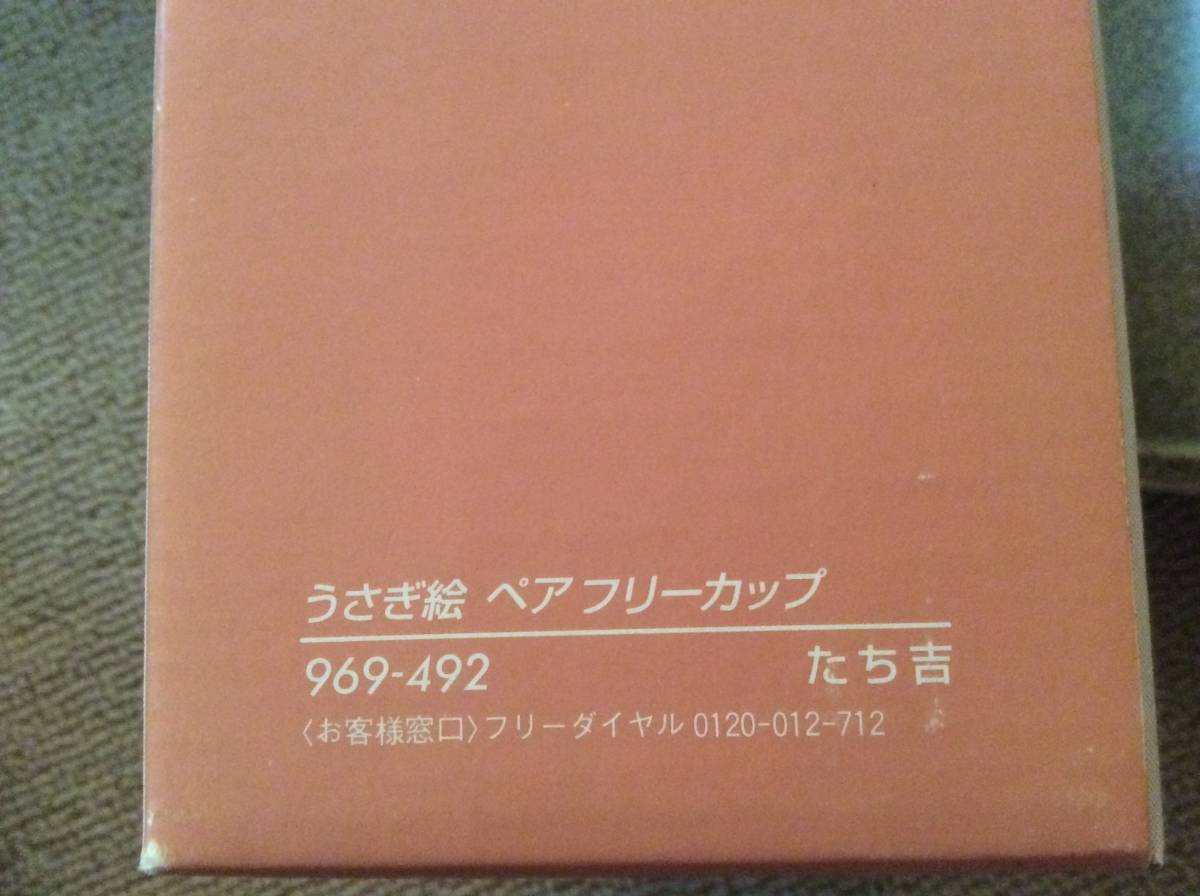 うさぎ絵 ペアフリーカップ
969-492 たち吉
〈お客様窓口〉フリーダイヤル 0120-012-712